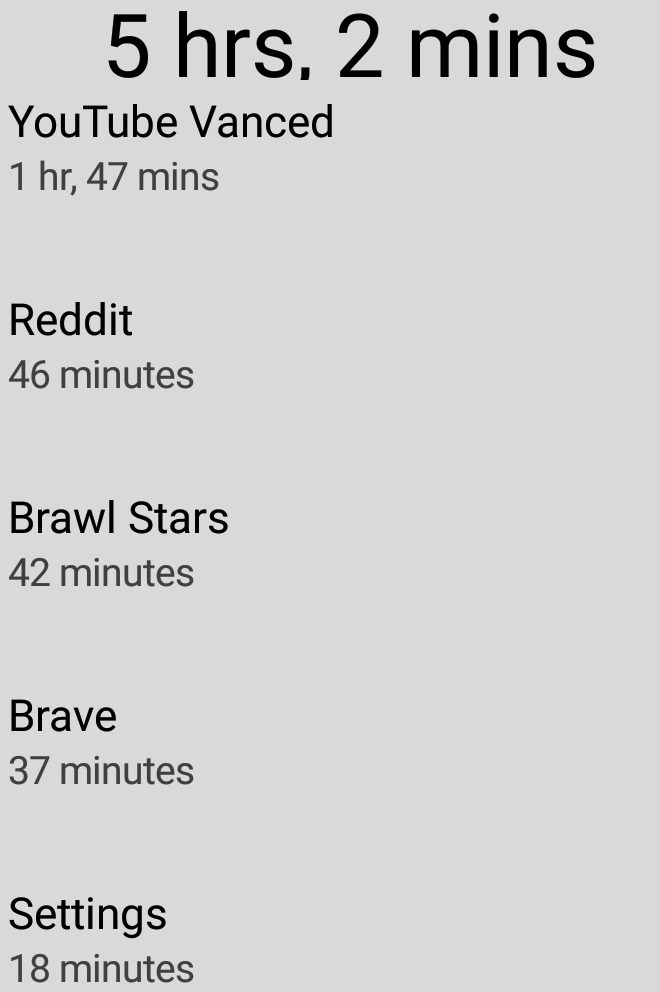 5 hrs, 2 mins
YouTube Vanced
1 hr, 47 mins
Reddit
46 minutes
Brawl Stars
42 minutes
Brave
37 minutes
Settings
18 minutes